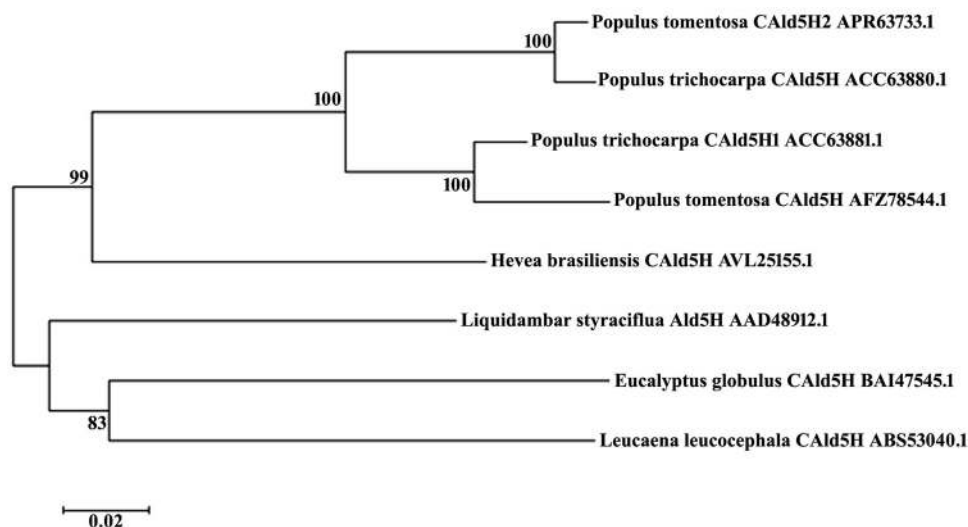 Populus tomentosa CAld5H2 APR63733.1
100
Populus trichocarpa CAld5H ACC63880.1
100
Populus trichocarpa CAld5H1 ACC63881.1
99
100
Populus tomentosa CAld5H AFZ78544.1
Hevea brasiliensis CAld5H AVL25155.1
Liquidambar styraciflua Ald5H AAD48912.1
Eucalyptus globulus CAld5H BAI47545.1
83
Leucaena leucocephala CAld5H ABS53040.1
0.02